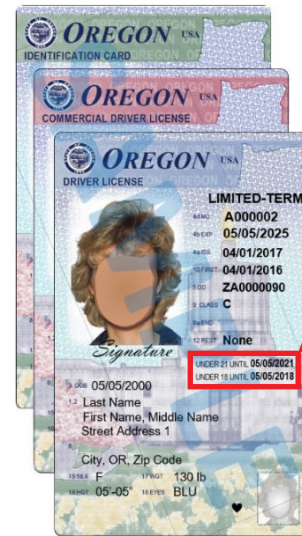 OREGON USA
IDENTIFICATION CARD
OREGON USA
COMMERCIAL DRIVER LICENSE
OREGON USA
DRIVER LICENSE
LIMITED-TERM
4d NO A000002
4b EXP 05/05/2025
4a ISS 04/01/2017
10 FIRST 04/01/2016
5 DD ZA0000090
9 CLASS C
9a END
12 REST None
Signature
UNDER 21 UNTIL 05/05/2021
UNDER 18 UNTIL 05/05/2018
3 DOB 05/05/2000
1,2 Last Name
First Name, Middle Name
Street Address 1
8
City, OR, Zip Code
15 SEX F 17 WGT 130 lb
16 HGT 05'-05" 18 EYES BLU